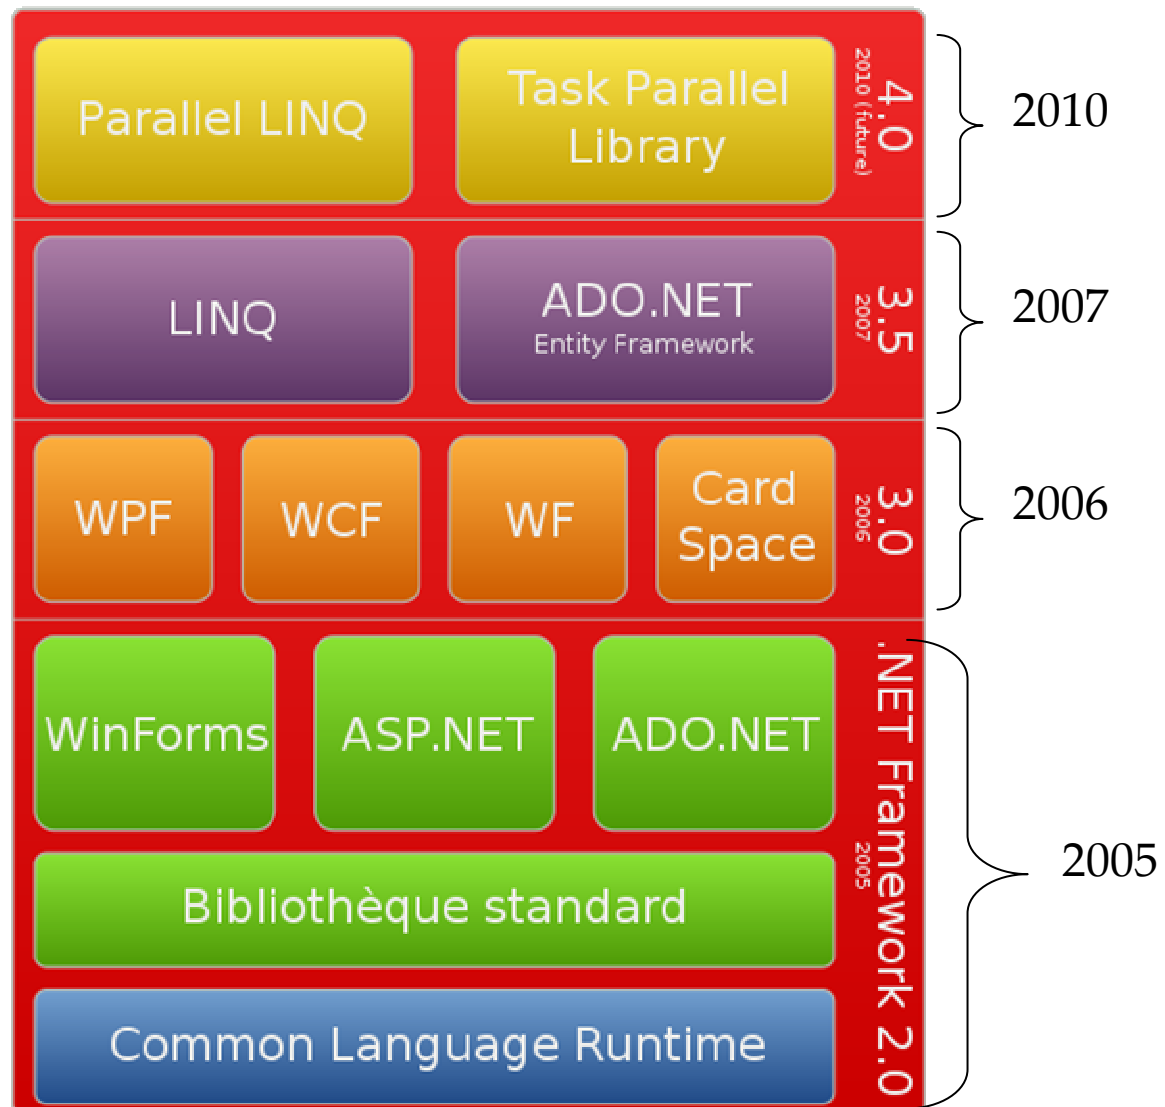 Parallel LINQ
Task Parallel
Library
4.0
2010 (future)
2010
LINQ
ADO.NET
Entity Framework
3.5
2007
2007
WPF
WCF
WF
Card
Space
3.0
2006
2006
WinForms
ASP.NET
ADO.NET
.NET Framework 2.0
2005
2005
Bibliothèque standard
Common Language Runtime